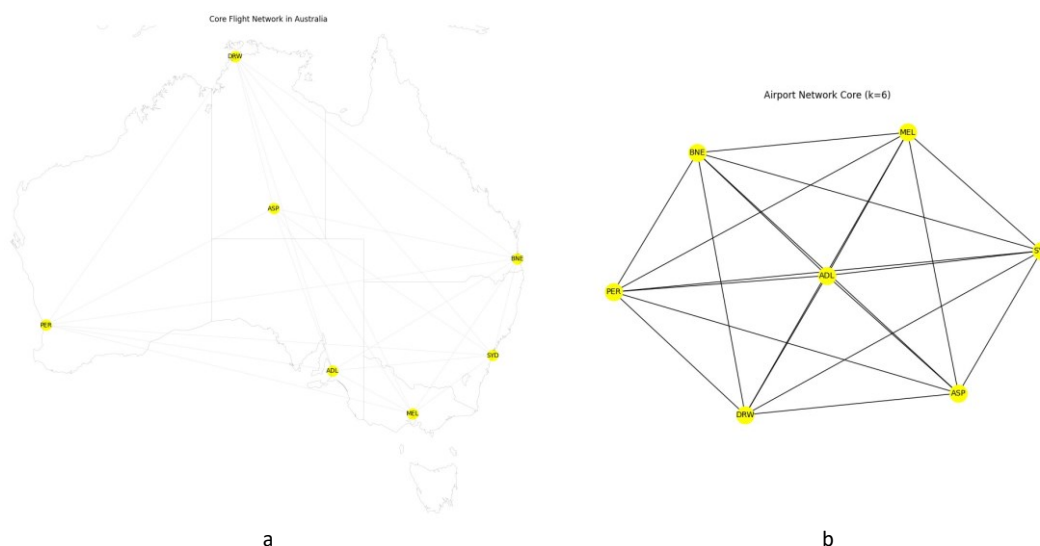 Core Flight Network in Australia
DRW
ASP
BNE
PER
SYD
ADL
MEL
a
Airport Network Core (k=6)
MEL
BNE
SY
ADL
PER
ASP
DRW
b